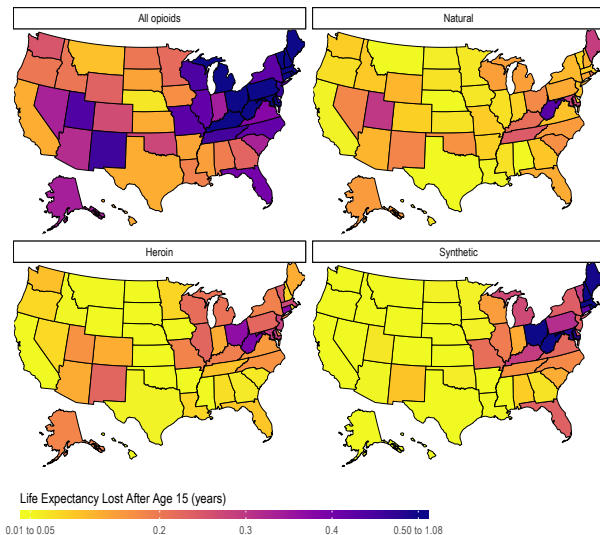 All opioids
Natural
Heroin
Synthetic
Life Expectancy Lost After Age 15 (years)
0.01 to 0.05 0.2 0.3 0.4 0.50 to 1.08